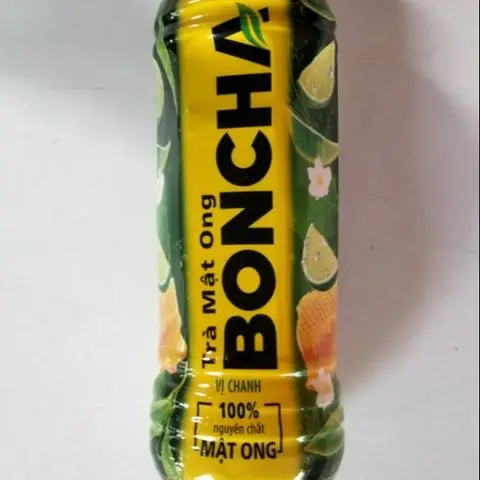 Trà Mật Ong
BONCHA
VỊ CHANH
100%
nguyên chất
MẬT ONG